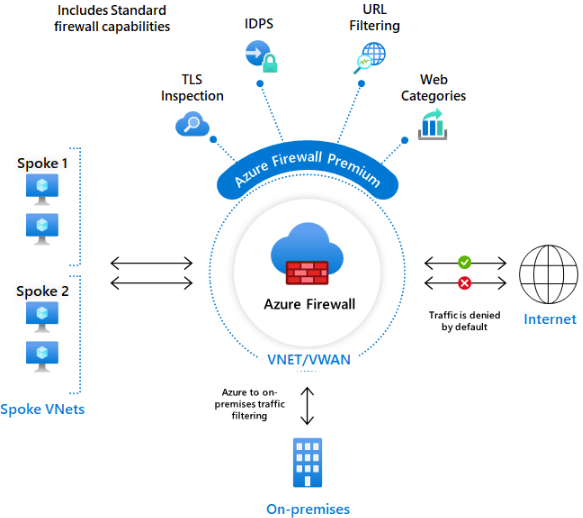 Includes Standard
firewall capabilities
IDPS
URL
Filtering
TLS
Inspection
Web
Categories
Azure Firewall Premium
Spoke 1
Spoke 2
Spoke VNets
Azure Firewall
VNET/VWAN
Traffic is denied
by default
Internet
Azure to on-
premises traffic
filtering
On-premises